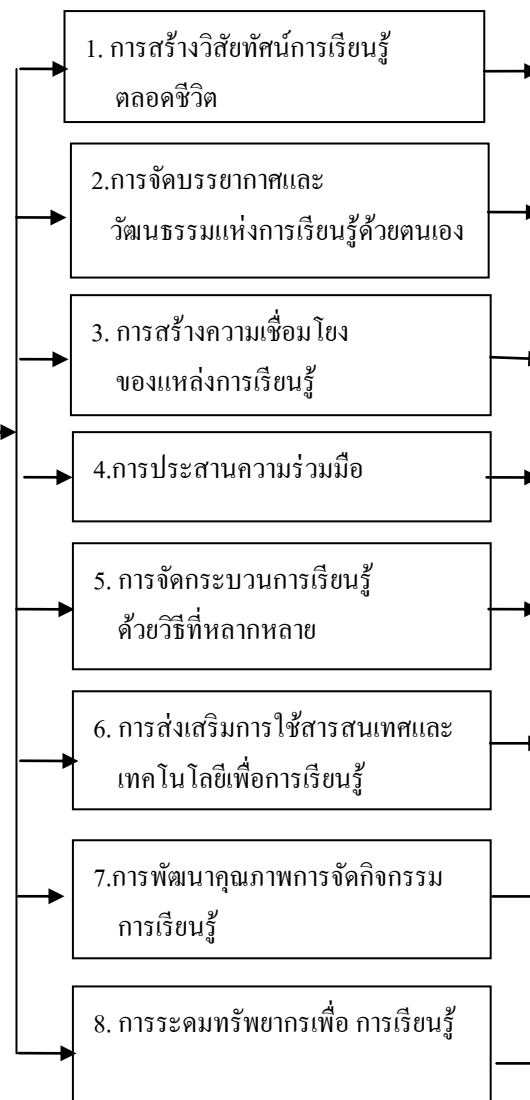 1. การสร้างวิสัยทัศน์การเรียนรู้
ตลอดชีวิต
2.การจัดบรรยากาศและ
วัฒนธรรมแห่งการเรียนรู้ด้วยตนเอง
3. การสร้างความเชื่อมโยง
ของแหล่งการเรียนรู้
4.การประสานความร่วมมือ
5. การจัดกระบวนการเรียนรู้
ด้วยวิธีที่หลากหลาย
6. การส่งเสริมการใช้สารสนเทศและ
เทคโนโลยีเพื่อการเรียนรู้
7.การพัฒนาคุณภาพการจัดกิจกรรม
การเรียนรู้
8. การระดมทรัพยากรเพื่อ การเรียนรู้